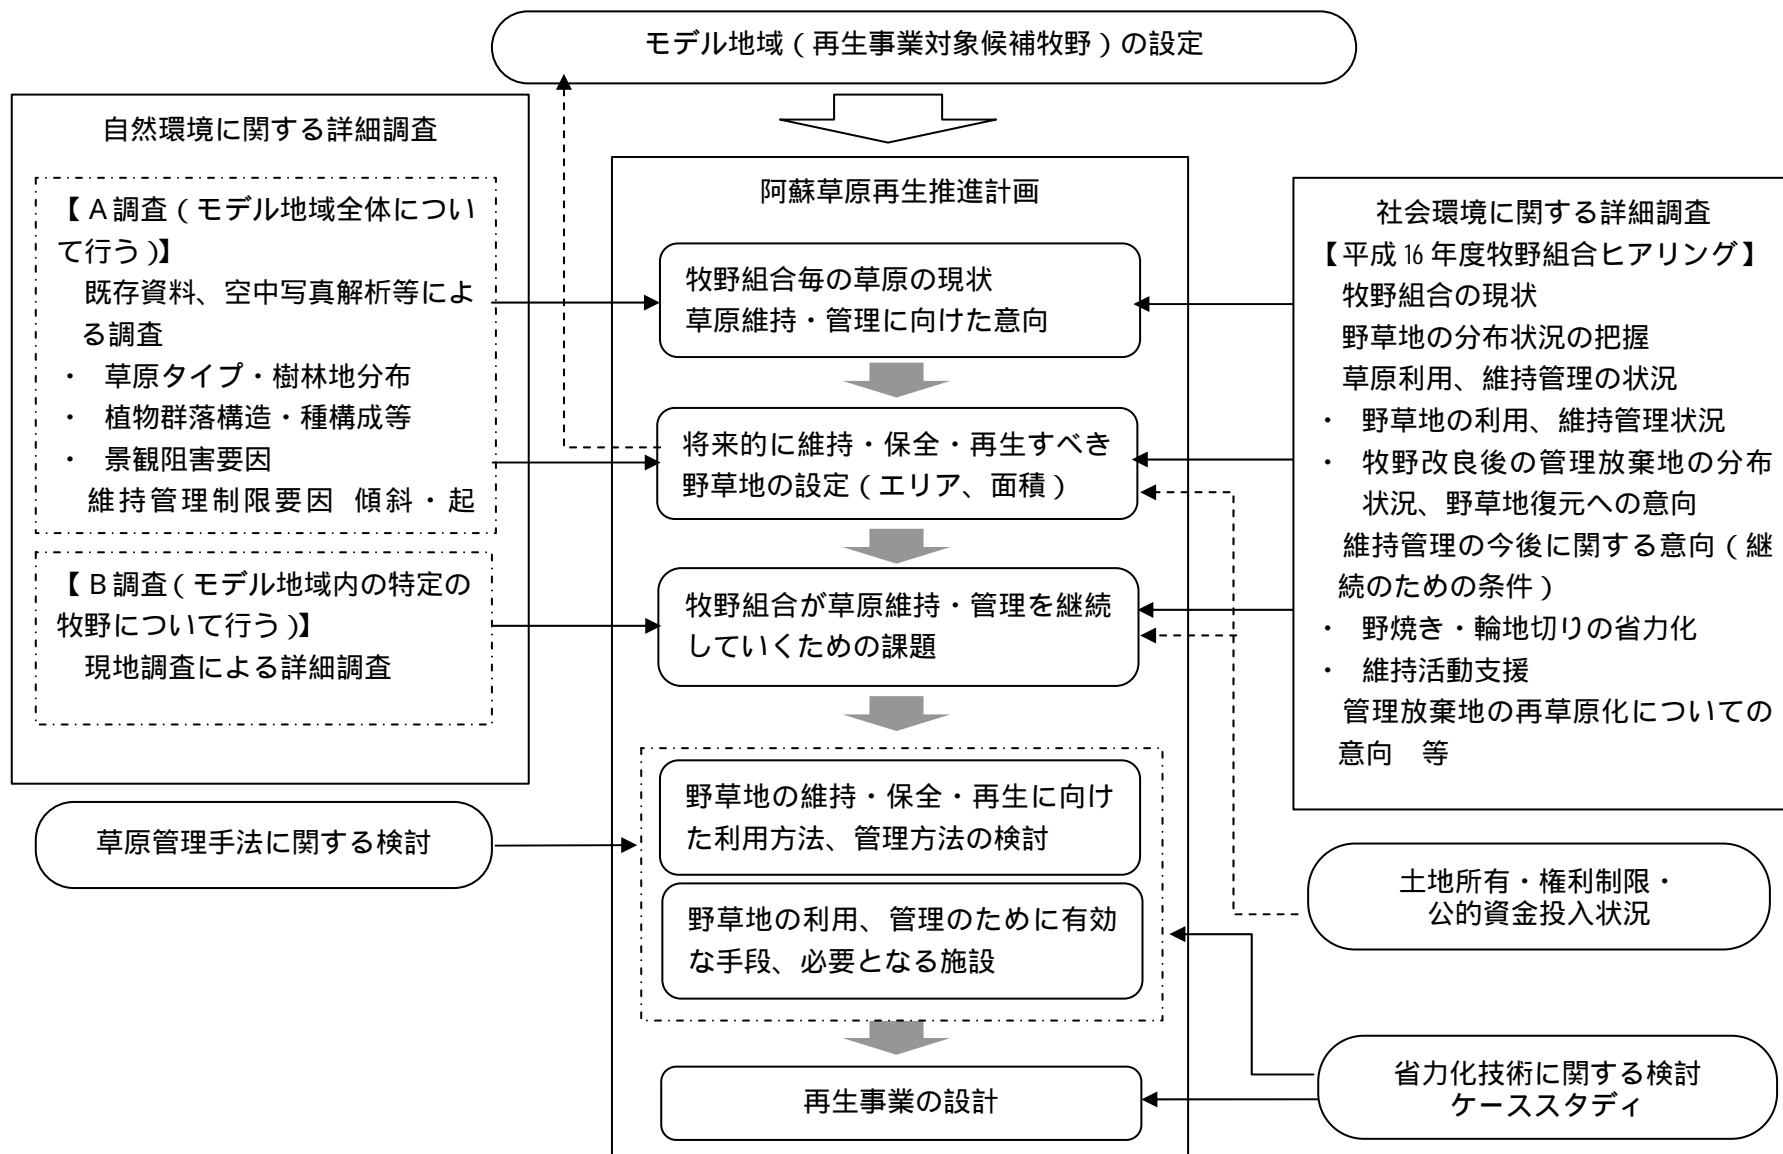 モデル地域（再生事業対象候補牧野）の設定
自然環境に関する詳細調査
【Ａ調査（モデル地域全体につい
て行う）】
既存資料、空中写真解析等によ
る調査
・ 草原タイプ・樹林地分布
・ 植物群落構造・種構成等
・ 景観阻害要因
維持管理制限要因 傾斜・起
【Ｂ調査（モデル地域内の特定の
牧野について行う）】
現地調査による詳細調査
草原管理手法に関する検討
阿蘇草原再生推進計画
牧野組合毎の草原の現状
草原維持・管理に向けた意向
将来的に維持・保全・再生すべき
野草地の設定（エリア、面積）
牧野組合が草原維持・管理を継続
していくための課題
野草地の維持・保全・再生に向け
た利用方法、管理方法の検討
野草地の利用、管理のために有効
な手段、必要となる施設
再生事業の設計
社会環境に関する詳細調査
【平成 16 年度牧野組合ヒアリング】
牧野組合の現状
野草地の分布状況の把握
草原利用、維持管理の状況
・ 野草地の利用、維持管理状況
・ 牧野改良後の管理放棄地の分布
状況、野草地復元への意向
維持管理の今後に関する意向（継
続のための条件）
・ 野焼き・輪地切りの省力化
・ 維持活動支援
管理放棄地の再草原化についての
意向　等
土地所有・権利制限・
公的資金投入状況
省力化技術に関する検討
ケーススタディ